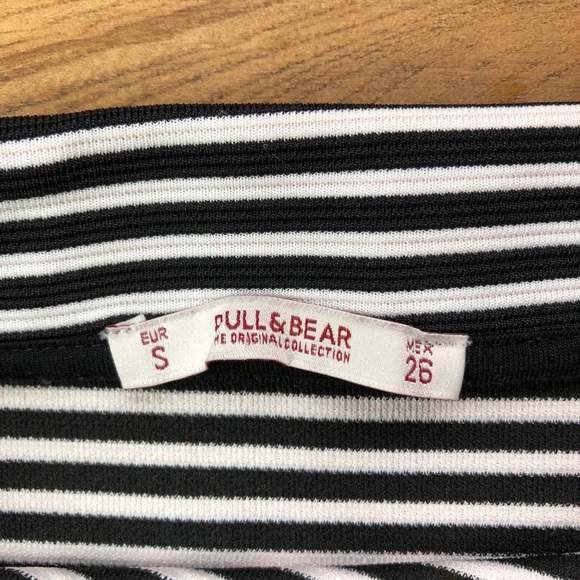 EUR
S
PULL&BEAR
THE ORIGINAL COLLECTION
MEX
26